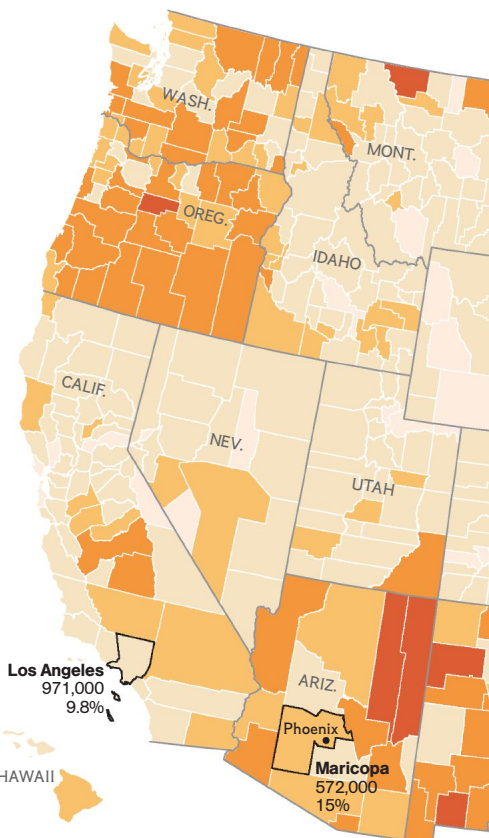 WASH.
MONT.
OREG.
IDAHO
CALIF.
NEV.
UTAH
Los Angeles
971,000
9.8%
ARIZ.
Phoenix
Maricopa
572,000
15%
HAWAII